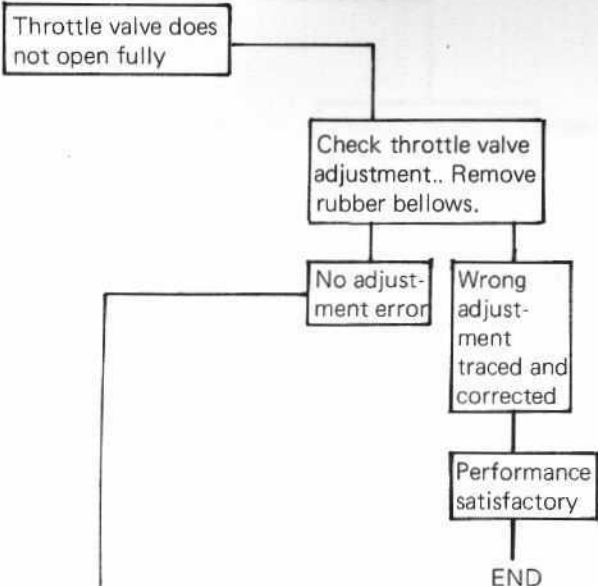 Throttle valve does
not open fully
Check throttle valve
adjustment.. Remove
rubber bellows.
No adjust-
ment error
Wrong
adjust-
ment
traced and
corrected
Performance
satisfactory
END